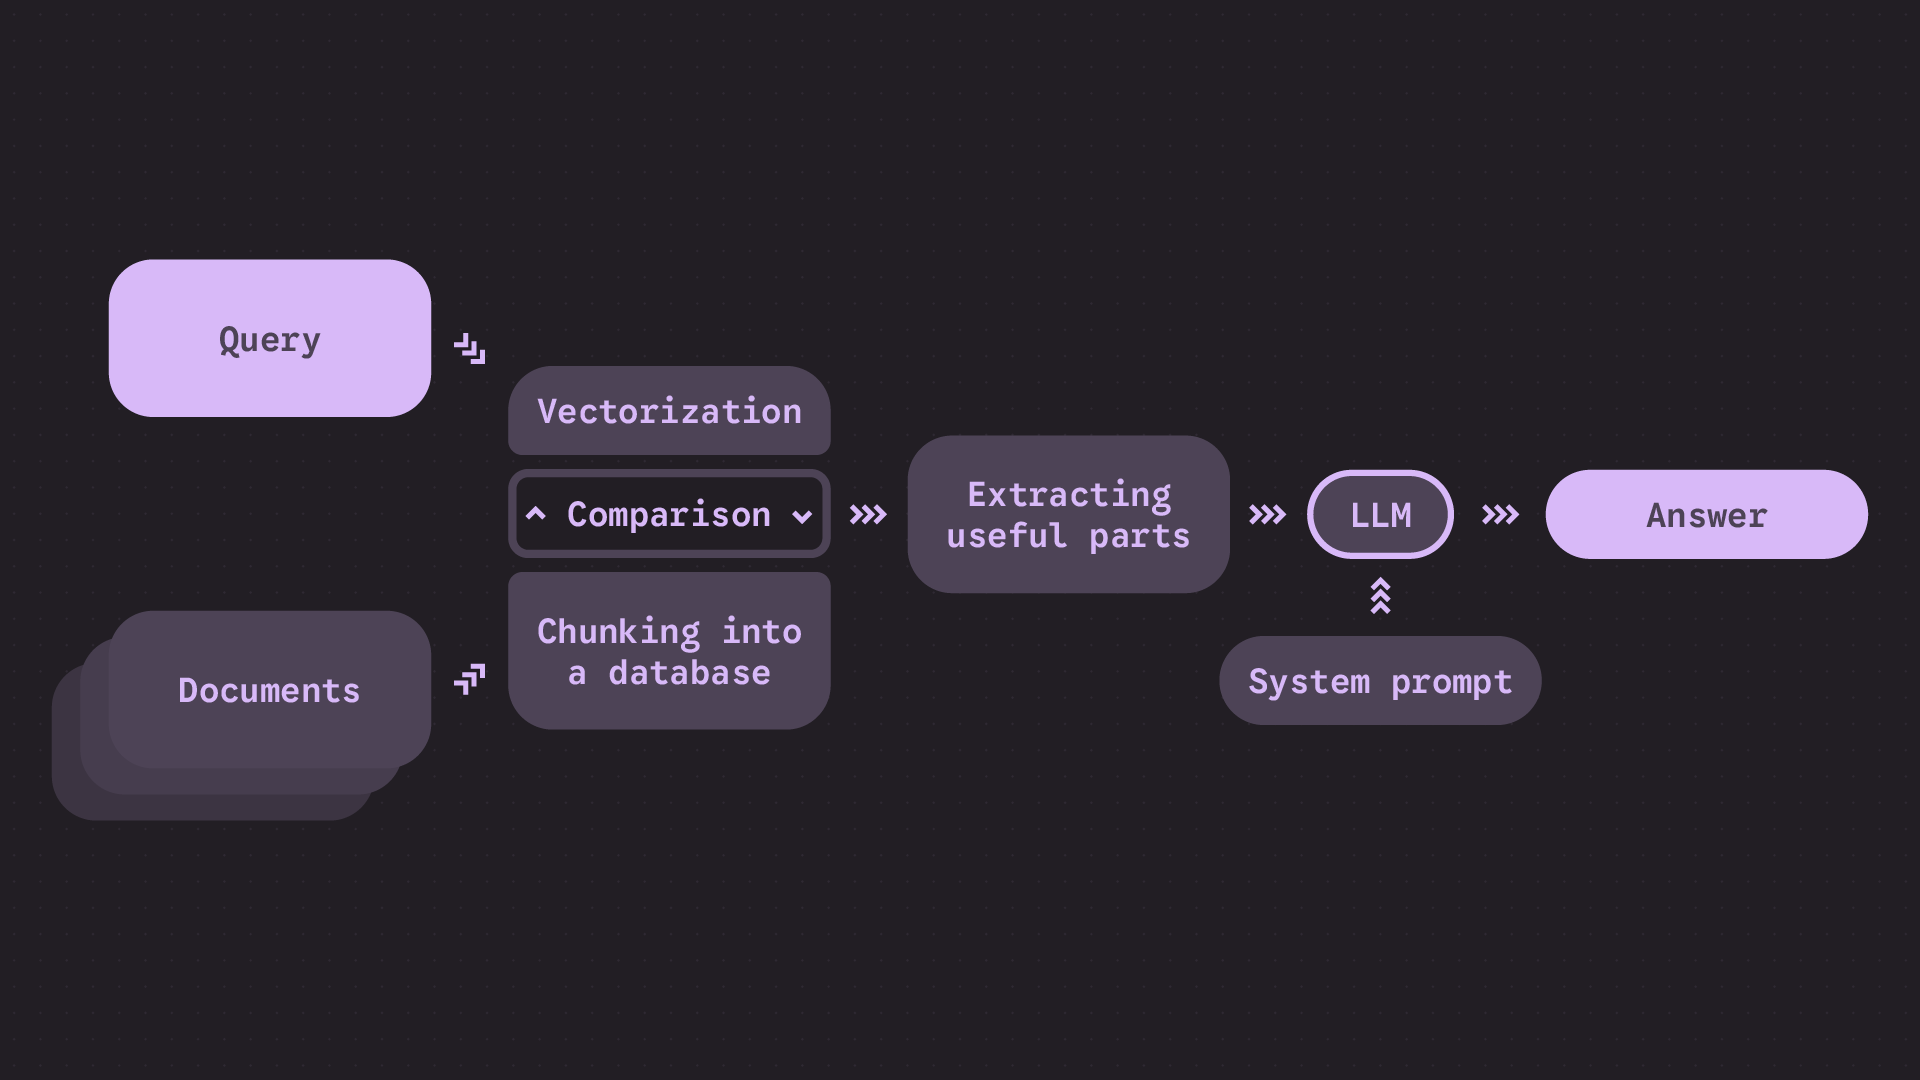 Query
Vectorization
Comparison
Chunking into
a database
Documents
Extracting
useful parts
LLM
System prompt
Answer